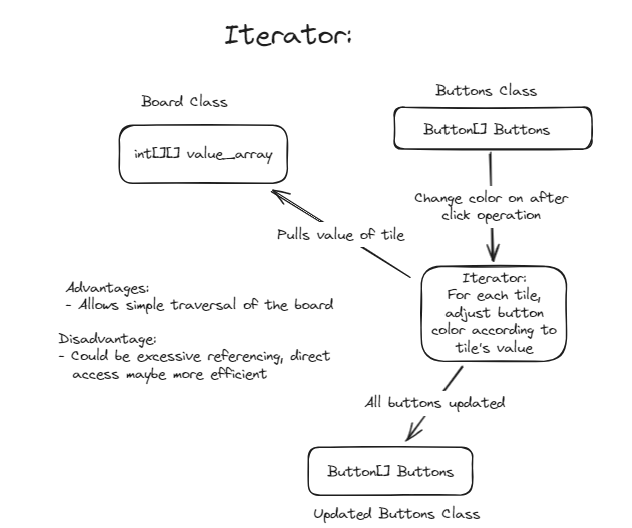 Iterator:
Board Class
Buttons Class
int[][] value_array
Button[] Buttons
Change color on after
click operation
Pulls value of tile
Iterator:
For each tile,
adjust button
color according to
tile's value
Advantages:
- Allows simple traversal of the board
Disadvantage:
- Could be excessive referencing, direct
access maybe more efficient
All buttons updated
Button[] Buttons
Updated Buttons Class